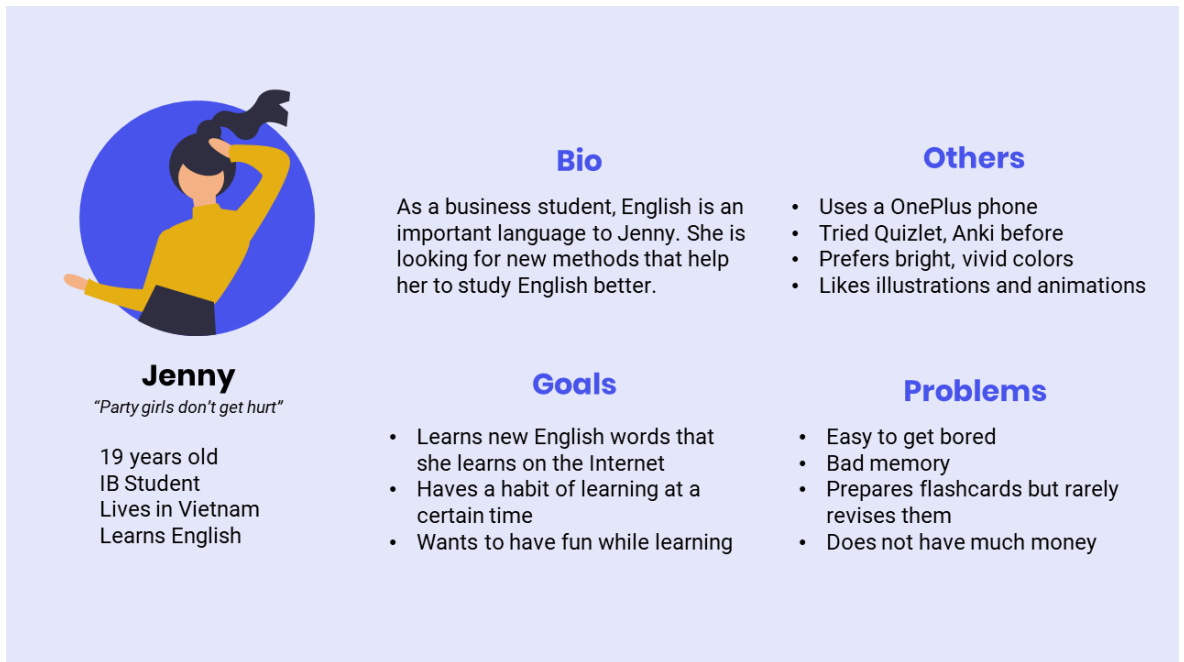 Jenny
“Party girls don’t get hurt”
19 years old
IB Student
Lives in Vietnam
Learns English
Bio
As a business student, English is an
important language to Jenny. She is
looking for new methods that help
her to study English better.
Others
• Uses a OnePlus phone
• Tried Quizlet, Anki before
• Prefers bright, vivid colors
• Likes illustrations and animations
Goals
• Learns new English words that
she learns on the Internet
• Haves a habit of learning at a
certain time
• Wants to have fun while learning
Problems
• Easy to get bored
• Bad memory
• Prepares flashcards but rarely
revises them
• Does not have much money